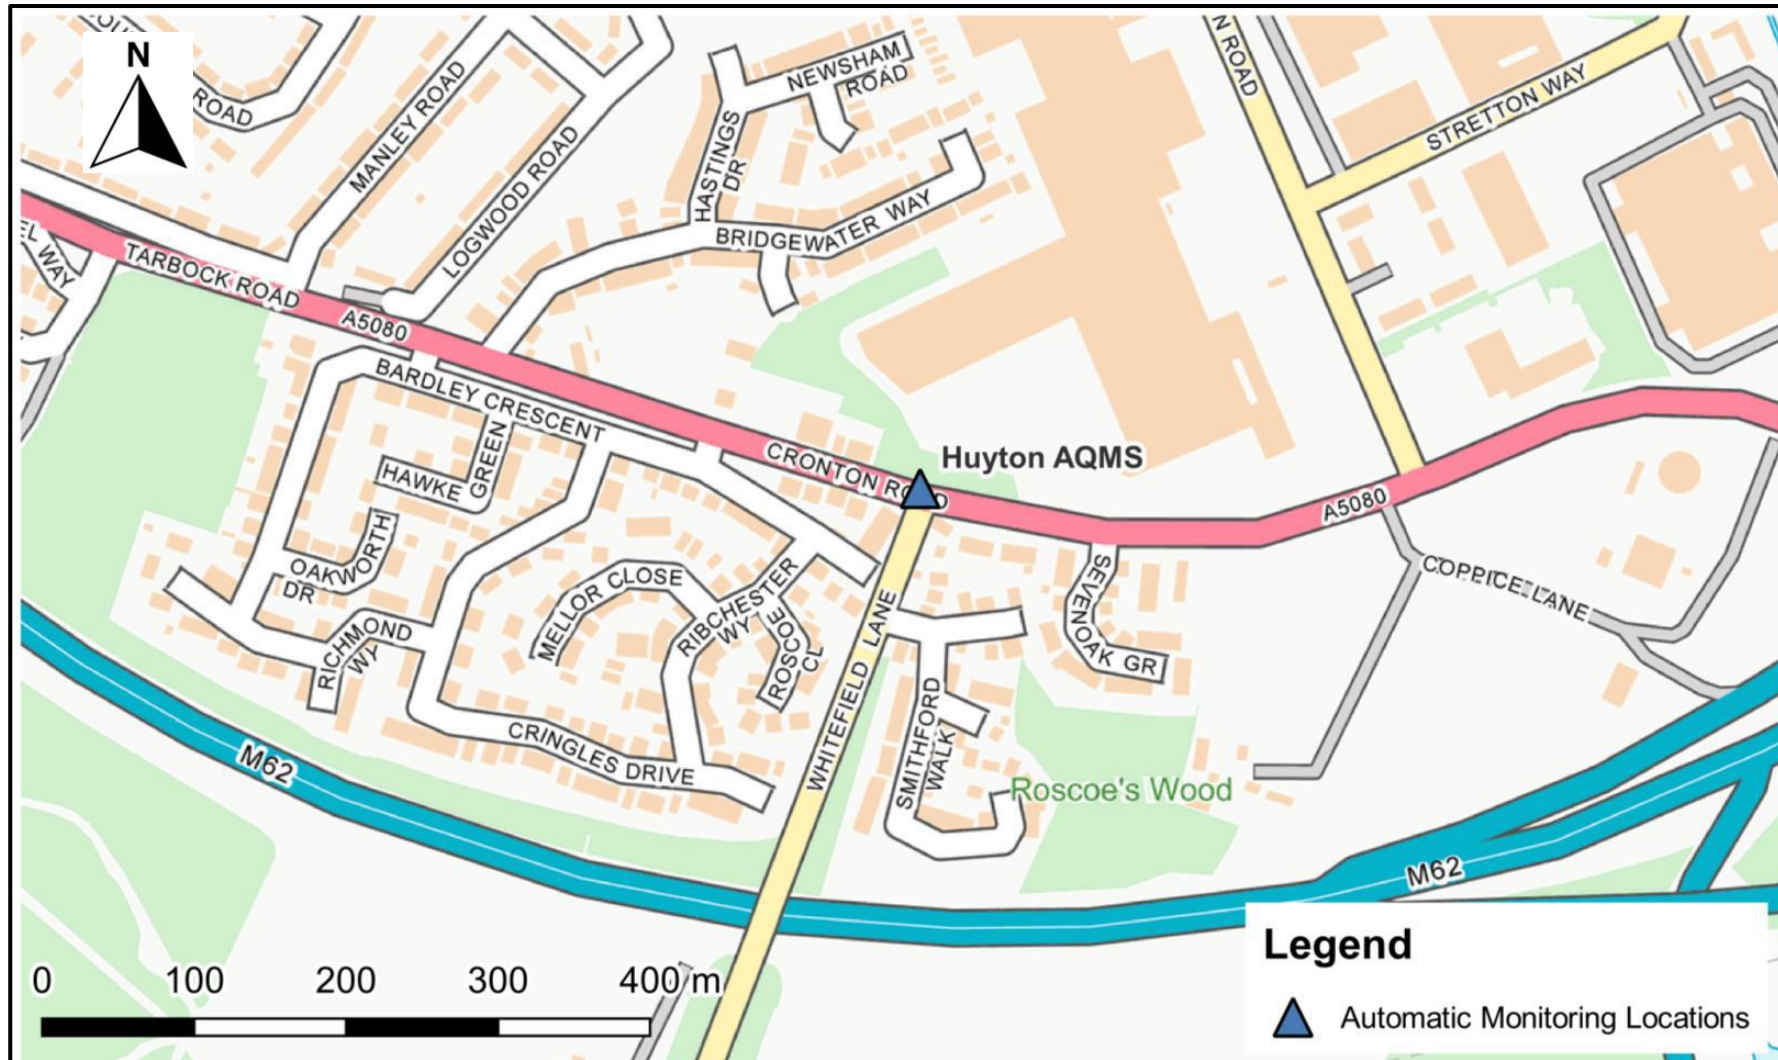 N
ROAD
MANLEY ROAD
LOGWOOD ROAD
NEWSHAM
ROAD
HASTINGS
DR
BRIDGEWATER WAY
N ROAD
STRETTON WAY
EL WAY
TARBOCK ROAD
A5080
BARDLEY CRESCENT
HAWKE
GREEN
CRONTON ROAD
Huyton AQMS
A5080
OAKWORTH
DR
MELLOR CLOSE
RIBCHESTER
WY
ROSCOE
CL
RICHMOND
WY
SEVENOAK GR
COPPICE LANE
WHITEFIELD LANE
SMITHFORD
WALK
CRINGLES DRIVE
Roscoe's Wood
M62
M62
Legend
Automatic Monitoring Locations
0 100 200 300 400 m